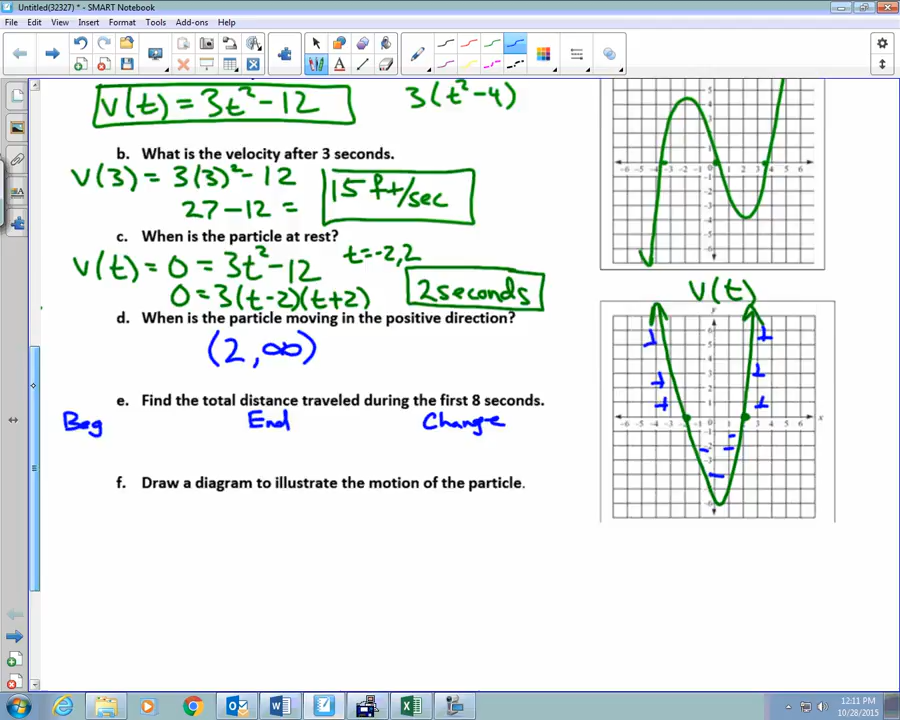 Untitled(32327) * - SMART Notebook
File Edit View Insert Format Tools Add-ons Help
v(t) = 3t² - 12
3(t² - 4)
b. What is the velocity after 3 seconds.
v(3) = 3(3)² - 12
27 - 12 =
15 ft/sec
c. When is the particle at rest?
v(t) = 0 = 3t² - 12
t = -2, 2
0 = 3(t-2)(t+2)
2 seconds
v(t)
d. When is the particle moving in the positive direction?
(2, ∞)
e. Find the total distance traveled during the first 8 seconds.
Beg End Change
f. Draw a diagram to illustrate the motion of the particle.
12:11 PM
10/28/2015